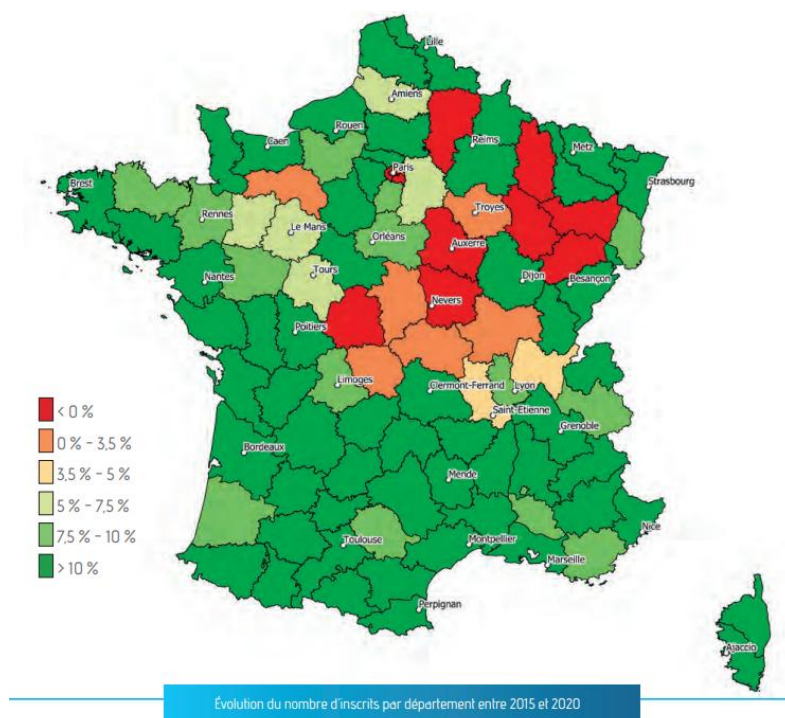 Lille
Amiens
Rouen
Caen
Reims
Metz
Paris
Strasbourg
Brest
Rennes
Le Mans
Troyes
Orléans
Auxerre
Nantes
Tours
Dijon
Besançon
Nevers
Poitiers
Limoges
Clermont-Ferrand
Lyon
Saint-Etienne
Grenoble
Bordeaux
Mende
Toulouse
Montpellier
Nice
Marseille
Perpignan
Ajaccio
< 0 %
0 % - 3,5 %
3,5 % - 5 %
5 % - 7,5 %
7,5 % - 10 %
> 10 %
Évolution du nombre d'inscrits par département entre 2015 et 2020